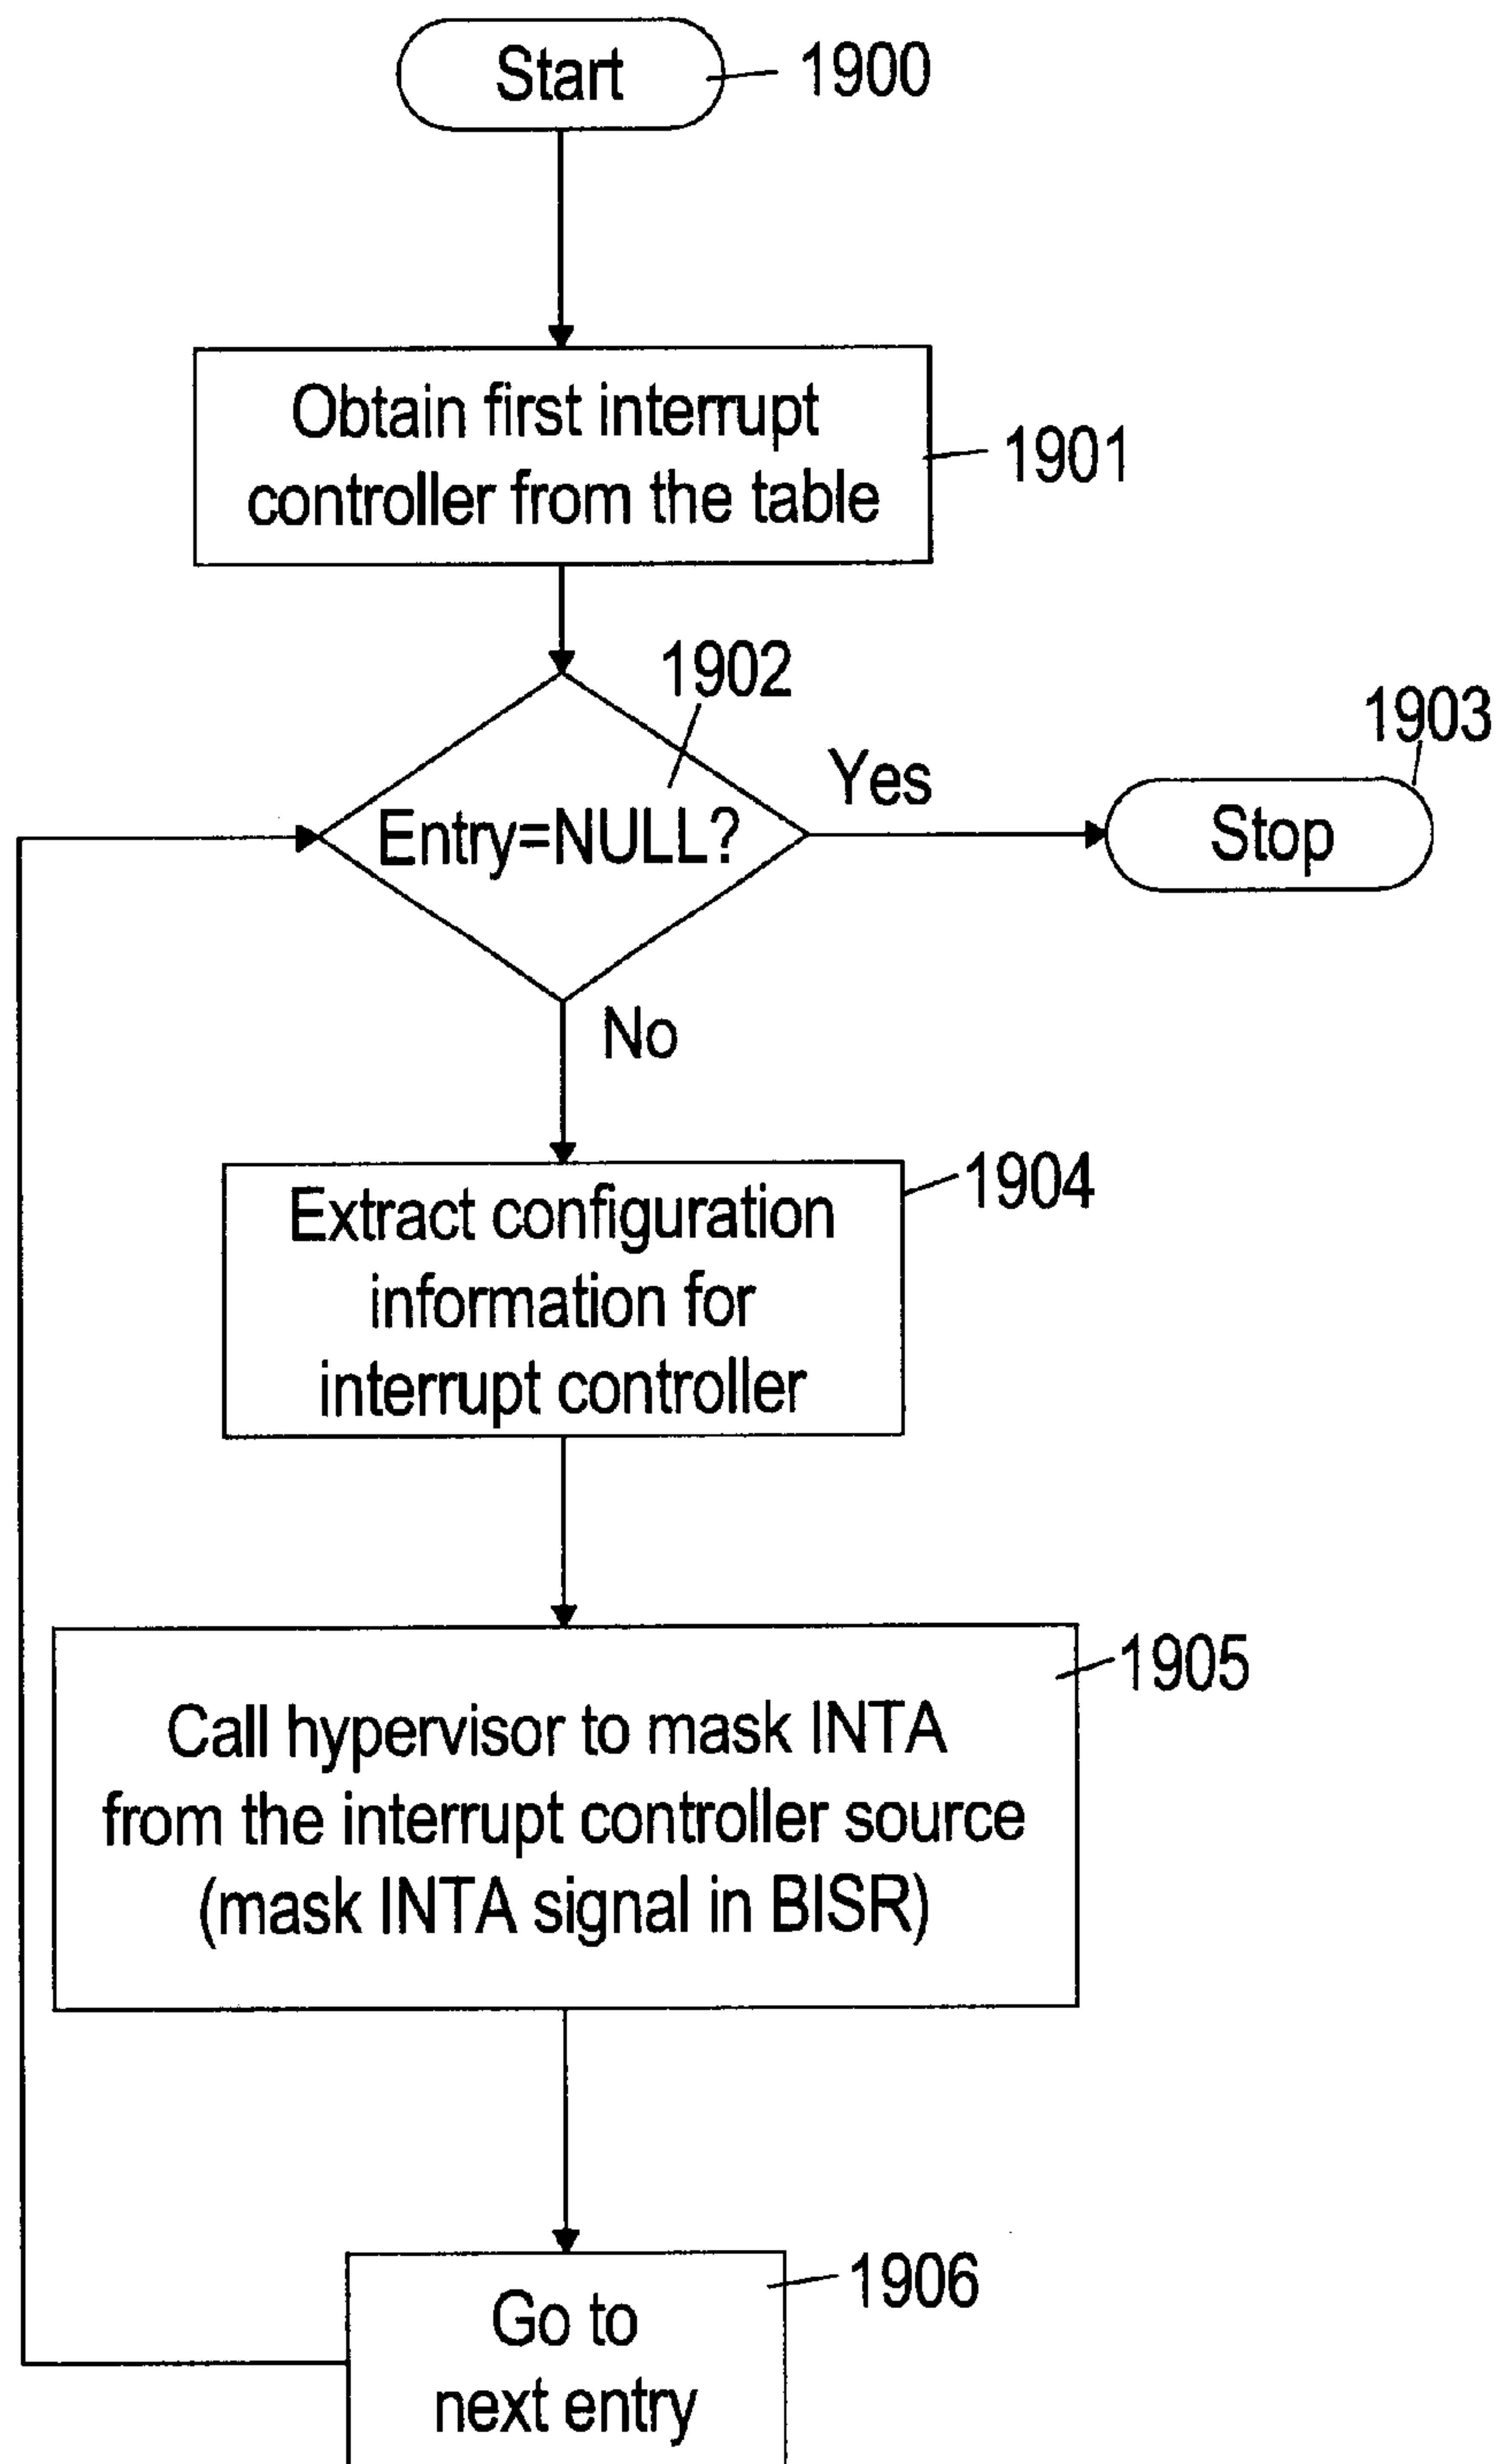 Start
1900
Obtain first interrupt
controller from the table
1901
1902
Entry=NULL?
Yes
1903
Stop
No
Extract configuration
information for
interrupt controller
1904
Call hypervisor to mask INTA
from the interrupt controller source
(mask INTA signal in BISR)
1905
Go to
next entry
1906